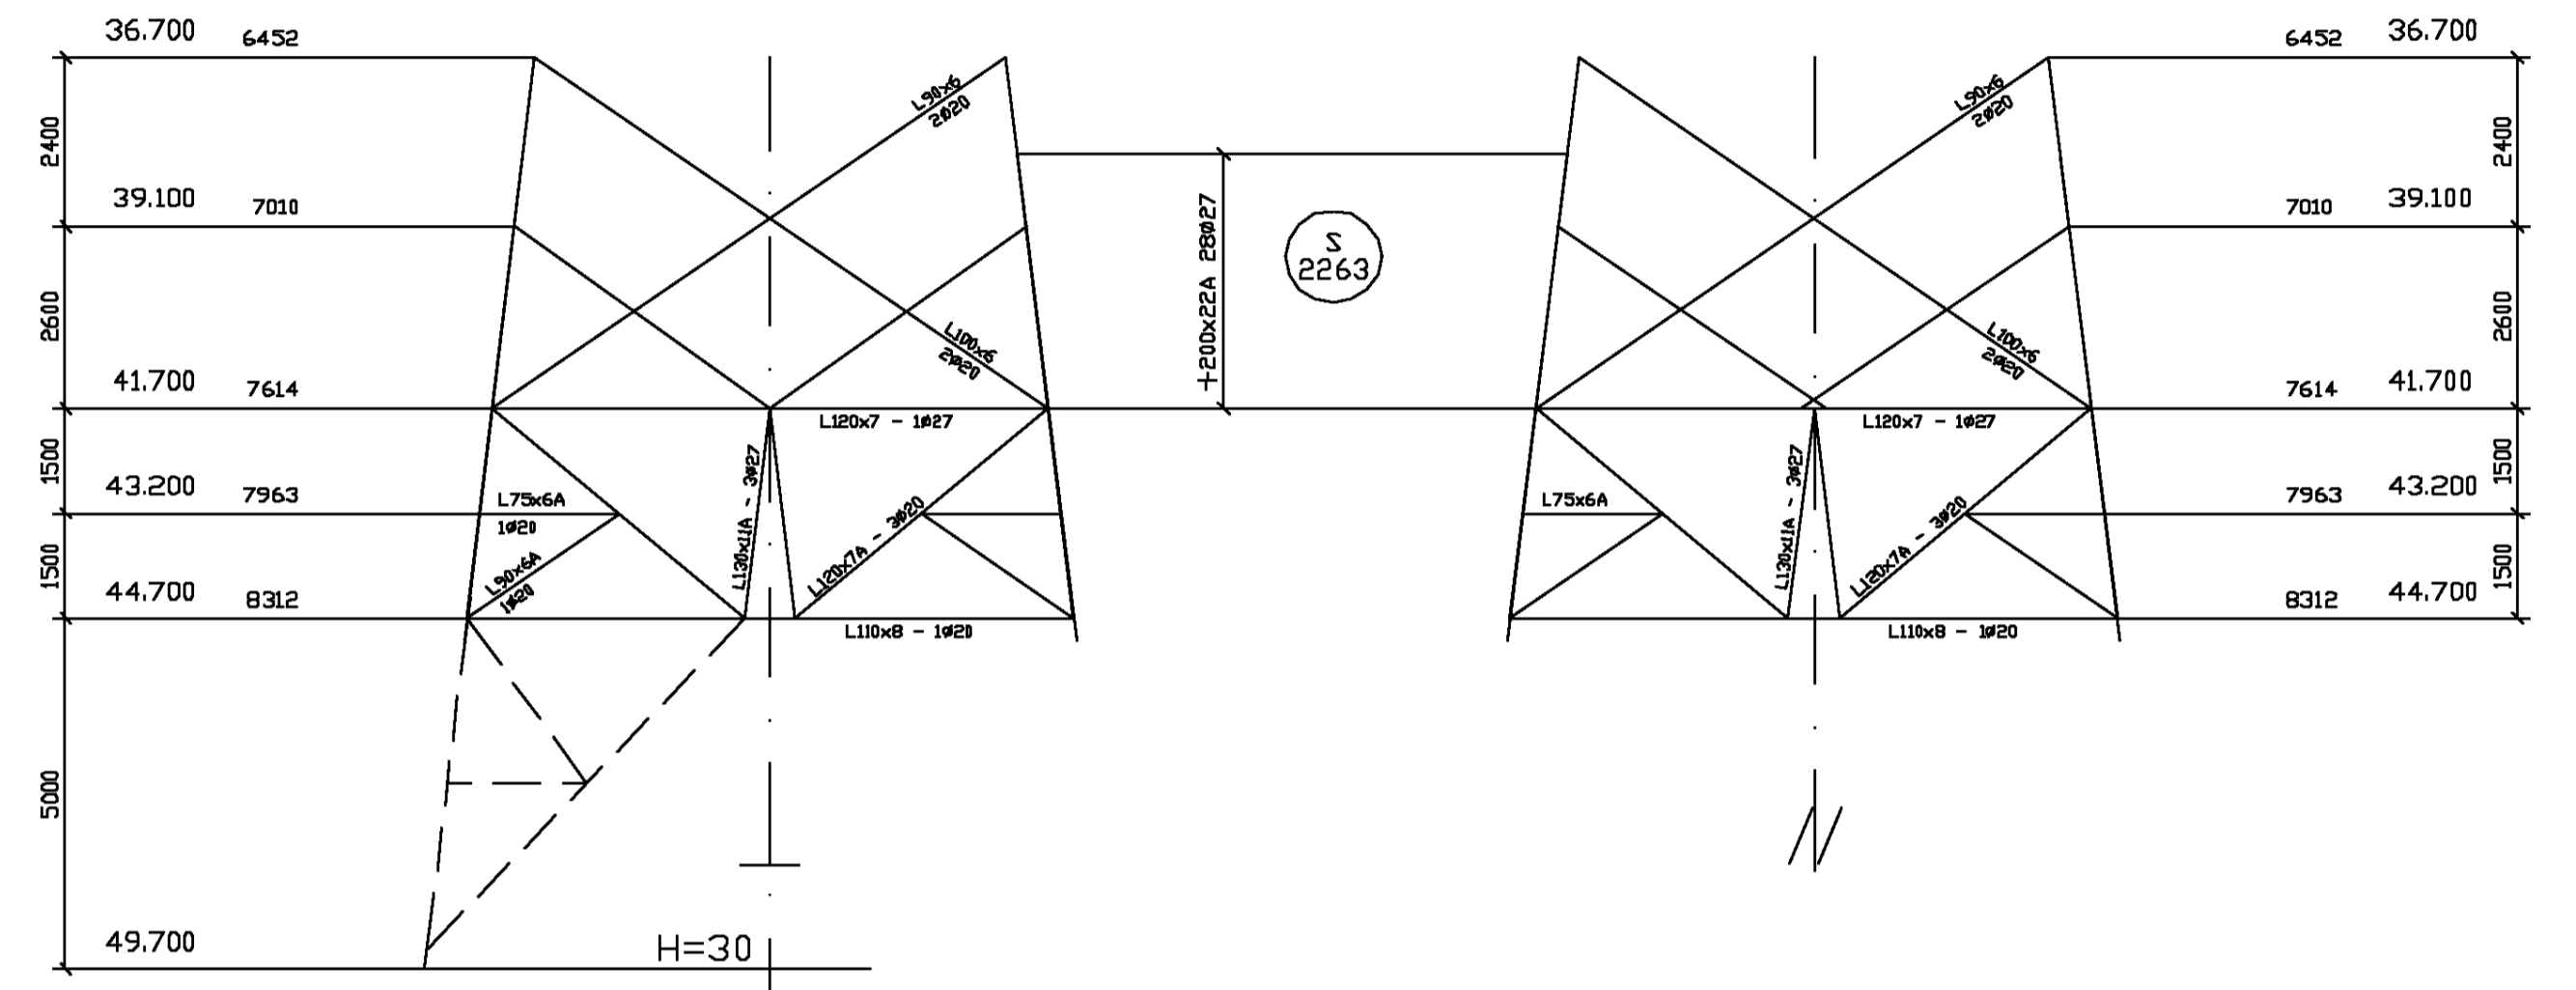 36.700 6452
6452 36.700
L90x6
2ø20
L90x6
2ø20
2400
2400
39.100 7010
7010 39.100
+200x22A 28ø27
S
2263
2600
2600
L100x6
2ø20
L100x6
2ø20
41.700 7614
7614 41.700
L120x7 - 1ø27
L120x7 - 1ø27
1500
1500
43.200 7963
7963 43.200
L75x6A
1ø20
L75x6A
L130x11A - 3ø27
L120x7A - 3ø20
L130x11A - 3ø27
L120x7A - 3ø20
L90x6A
1ø20
1500
1500
44.700 8312
8312 44.700
L110x8 - 1ø20
L110x8 - 1ø20
5000
49.700
H=30